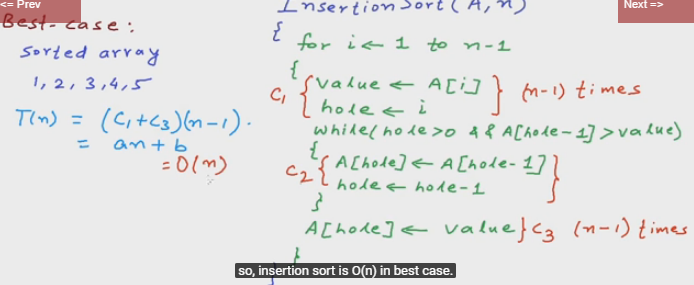 <= Prev
Next =>
Best-case :
Sorted array
1, 2, 3, 4, 5
T(n) = (C₁+C₃)(n-1).
= an + b
= O(n)
InsertionSort(A, n)
{
for i ← 1 to n-1
{
C₁ { value ← A[i] } (n-1) times
hole ← i
while(hole >0 && A[hole-1]>value)
{
C₂ { A[hole] ← A[hole-1] }
hole ← hole-1
}
A[hole] ← value } C₃ (n-1) times
}
}
so, insertion sort is O(n) in best case.